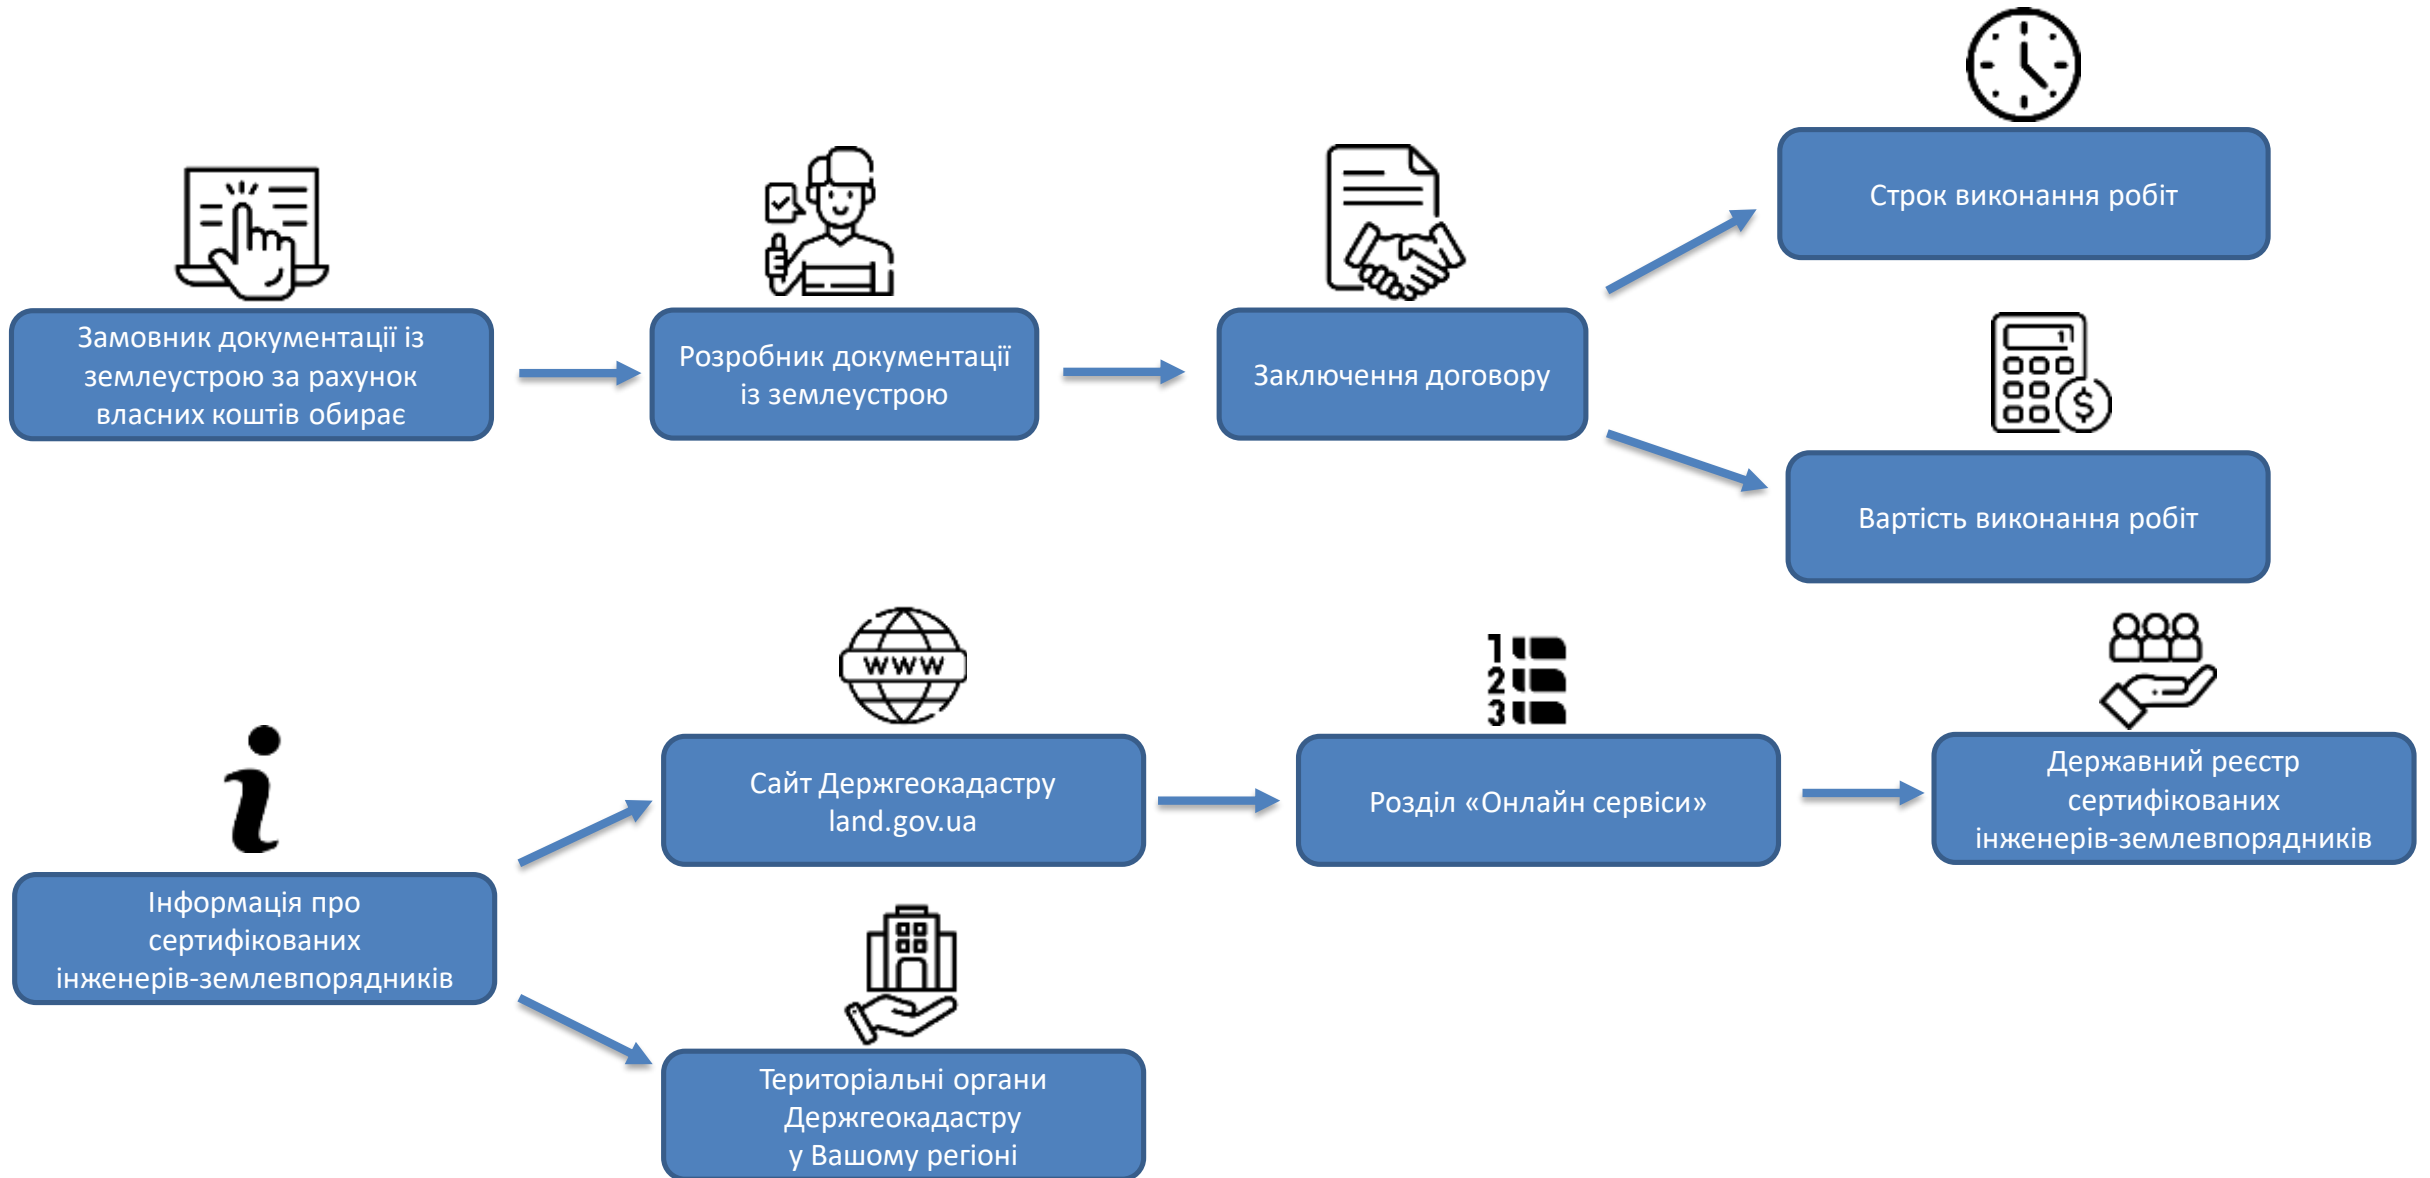 Строк виконання робіт
Замовник документації із
землеустрою за рахунок
власних коштів обирає
Розробник документації
із землеустрою
Заключення договору
Вартість виконання робіт
WWW
1
2
3
Сайт Держгеокадастру
land.gov.ua
Розділ «Онлайн сервіси»
Державний реєстр
сертифікованих
інженерів-землевпорядників
Інформація про
сертифікованих
інженерів-землевпорядників
Територіальні органи
Держгеокадастру
у Вашому регіоні